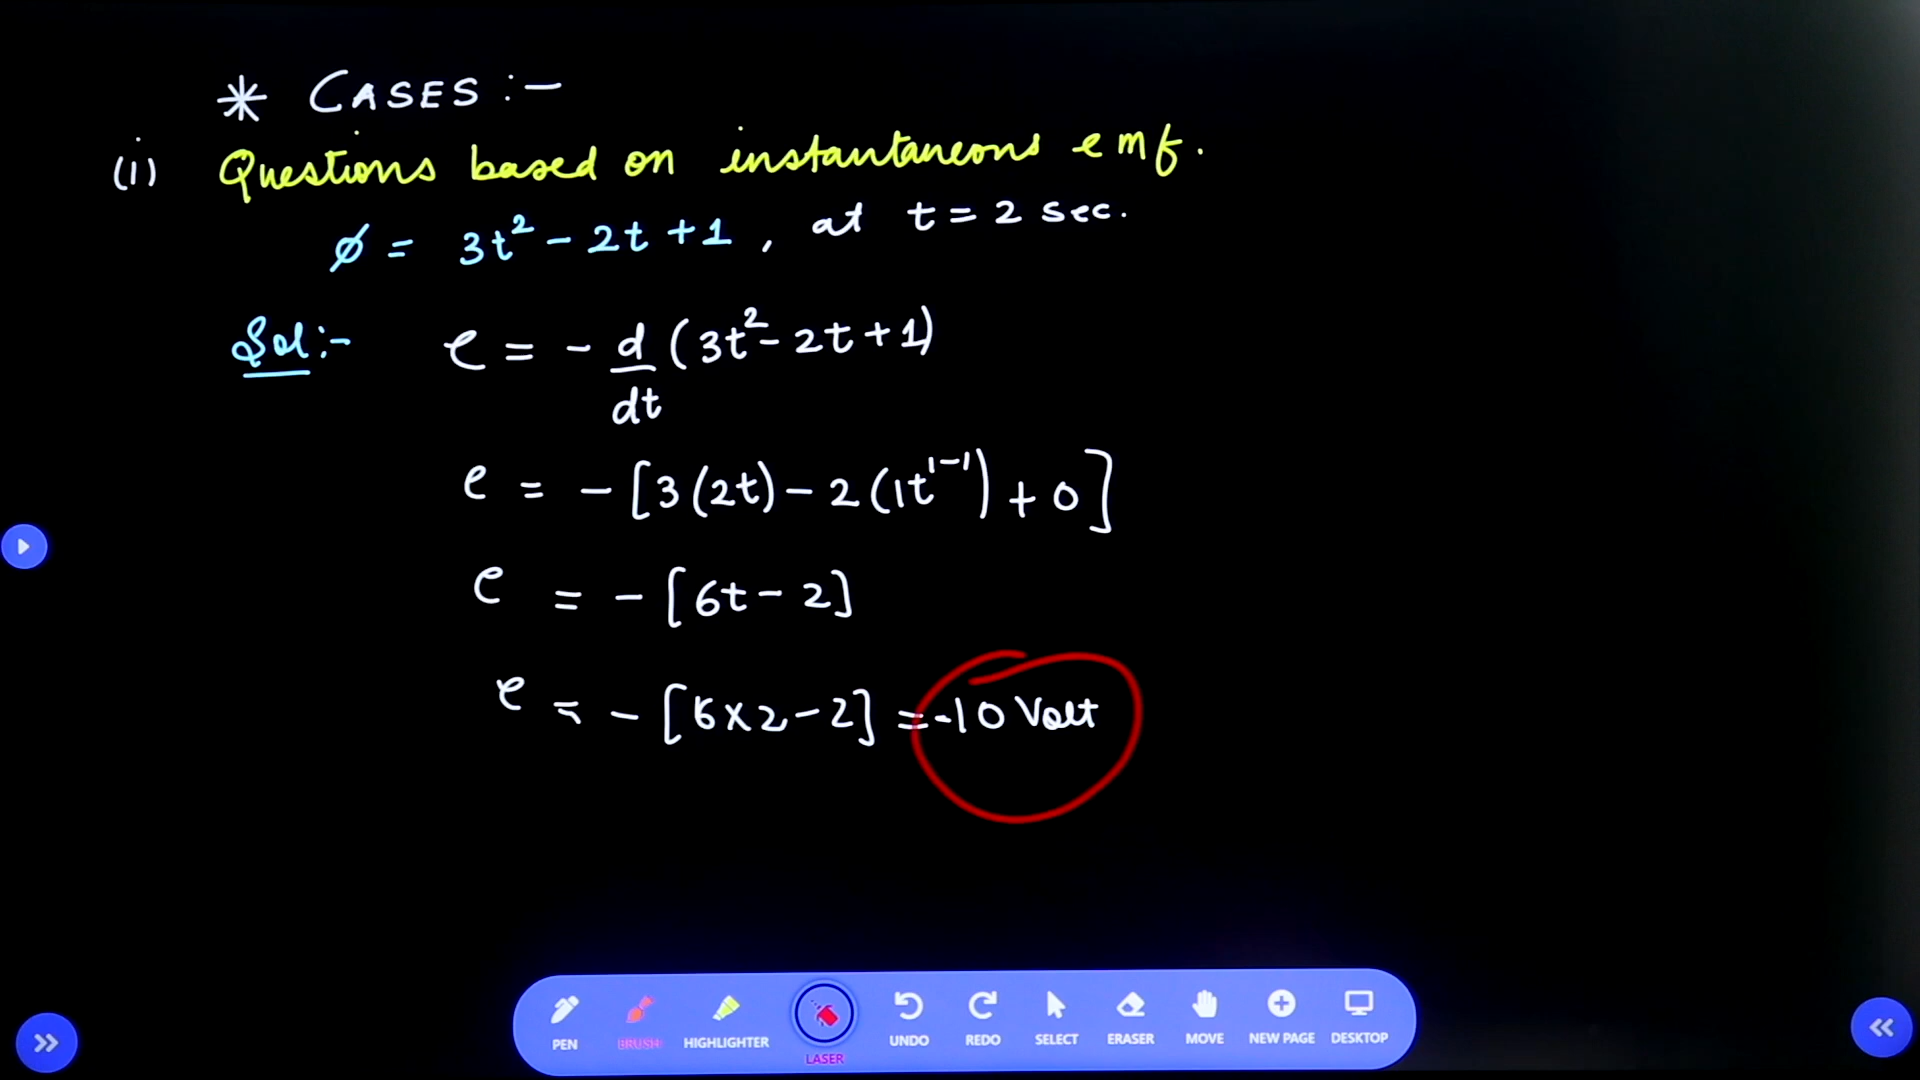 * CASES :-
(i) Questions based on instantaneous emf.
ø = 3t² - 2t + 1 , at t = 2 sec.
Sol:- e = - d/dt (3t² - 2t + 1)
e = - [3(2t) - 2(1t¹⁻¹) + 0]
e = - [6t - 2]
e = - [6×2 - 2] = -10 Volt
PEN BRUSH HIGHLIGHTER LASER UNDO REDO SELECT ERASER MOVE NEW PAGE DESKTOP